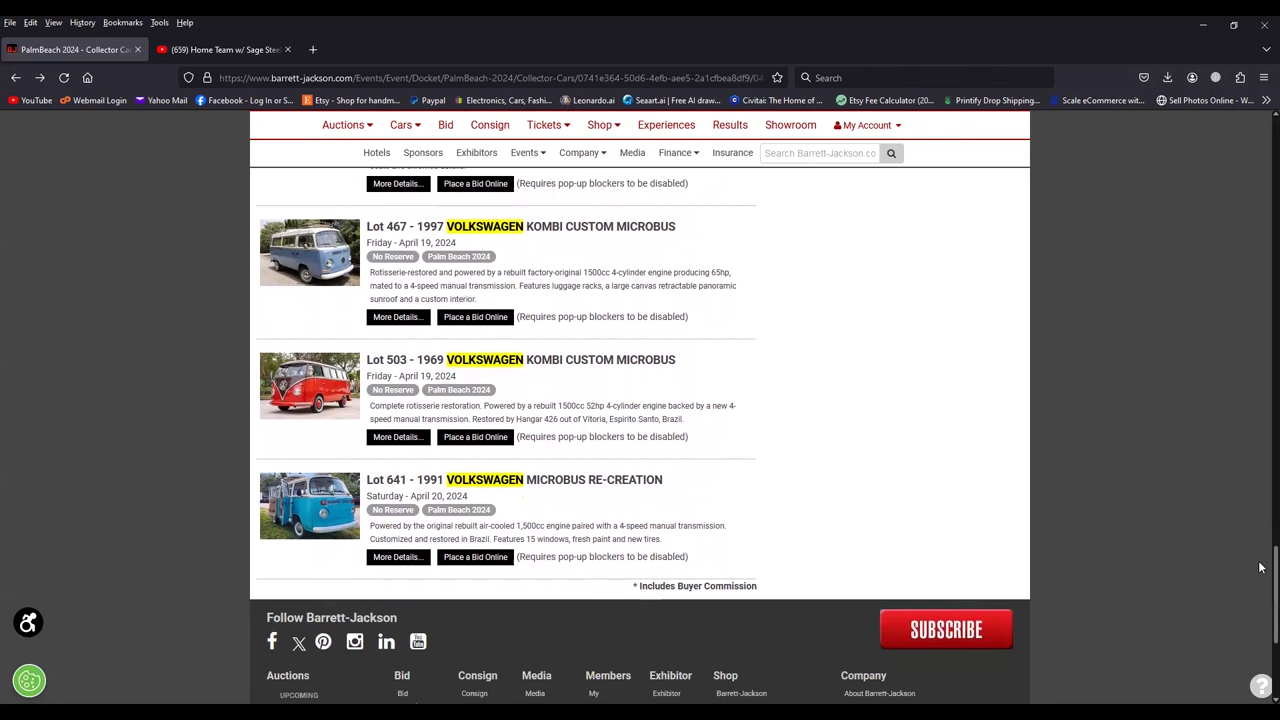 File Edit View History Bookmarks Tools Help
PalmBeach 2024 - Collector Ca
(659) Home Team w/ Sage Stee
https://www.barrett-jackson.com/Events/Event/Docket/PalmBeach-2024/Collector-Cars/0741e364-50d6-4efb-aee5-2a1cfbea8df9/04
Search
YouTube Webmail Login Yahoo Mail Facebook - Log In or S... Etsy - Shop for handm... Paypal Electronics, Cars, Fashi... Leonardo.ai Seaart.ai | Free AI draw... Civitai: The Home of ... Etsy Fee Calculator (20... Printify Drop Shipping... Scale eCommerce wit... Sell Photos Online - W...
Auctions Cars Bid Consign Tickets Shop Experiences Results Showroom My Account
Hotels Sponsors Exhibitors Events Company Media Finance Insurance Search Barrett-Jackson.co
More Details... Place a Bid Online (Requires pop-up blockers to be disabled)
Lot 467 - 1997 VOLKSWAGEN KOMBI CUSTOM MICROBUS
Friday - April 19, 2024
No Reserve Palm Beach 2024
Rotisserie-restored and powered by a rebuilt factory-original 1500cc 4-cylinder engine producing 65hp,
mated to a 4-speed manual transmission. Features luggage racks, a large canvas retractable panoramic
sunroof and a custom interior.
More Details... Place a Bid Online (Requires pop-up blockers to be disabled)
Lot 503 - 1969 VOLKSWAGEN KOMBI CUSTOM MICROBUS
Friday - April 19, 2024
No Reserve Palm Beach 2024
Complete rotisserie restoration. Powered by a rebuilt 1500cc 52hp 4-cylinder engine backed by a new 4-
speed manual transmission. Restored by Hangar 426 out of Vitoria, Espirito Santo, Brazil.
More Details... Place a Bid Online (Requires pop-up blockers to be disabled)
Lot 641 - 1991 VOLKSWAGEN MICROBUS RE-CREATION
Saturday - April 20, 2024
No Reserve Palm Beach 2024
Powered by the original rebuilt air-cooled 1,500cc engine paired with a 4-speed manual transmission.
Customized and restored in Brazil. Features 15 windows, fresh paint and new tires.
More Details... Place a Bid Online (Requires pop-up blockers to be disabled)
* Includes Buyer Commission
Follow Barrett-Jackson
SUBSCRIBE
Auctions Bid Consign Media Members Exhibitor Shop Company
UPCOMING Bid Consign Media My Exhibitor Barrett-Jackson About Barrett-Jackson